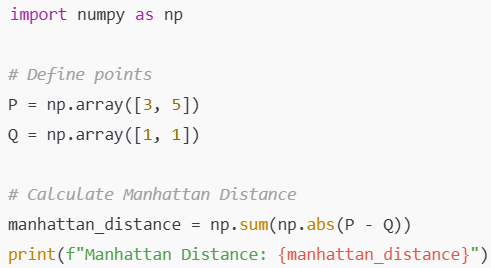 import numpy as np
# Define points
P = np.array([3, 5])
Q = np.array([1, 1])
# Calculate Manhattan Distance
manhattan_distance = np.sum(np.abs(P - Q))
print(f"Manhattan Distance: {manhattan_distance}")